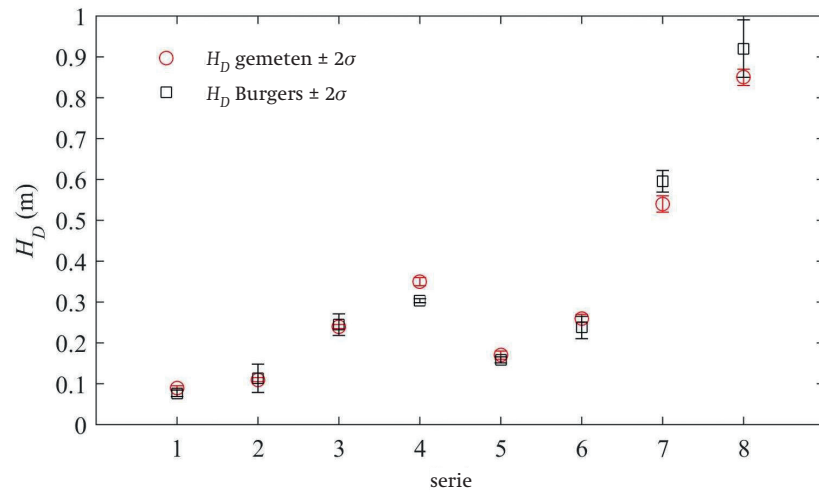 1
0.9
0.8
0.7
0.6
0.5
0.4
0.3
0.2
0.1
0
H_D (m)
H_D gemeten ± 2σ
H_D Burgers ± 2σ
1 2 3 4 5 6 7 8
serie